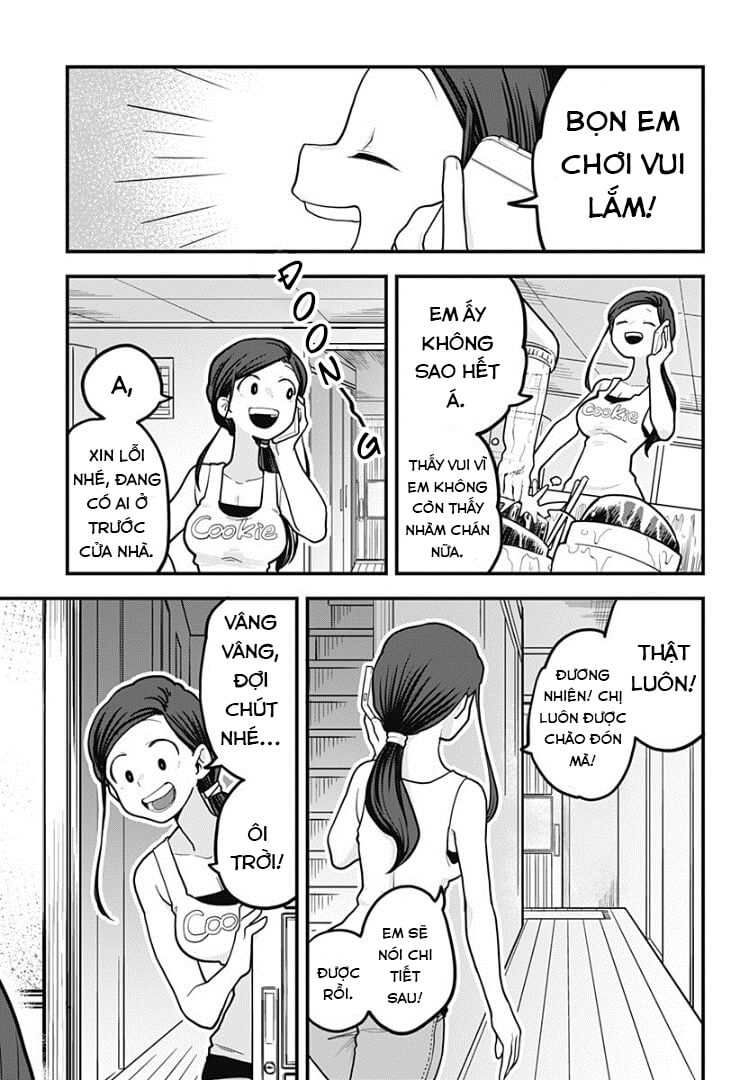 BỌN EM
CHƠI VUI
LẮM!
EM ẤY
KHÔNG
SAO HẾT
Á.
THẤY VUI VÌ
EM KHÔNG
CÒN THẤY
NHÀM CHÁN
NỮA.
Cookie
ĐOONG
A,
XIN LỖI
NHÉ, ĐANG
CÓ AI Ở
TRƯỚC
CỬA NHÀ.
Cookie
THẬT
LUÔN!
ĐƯƠNG
NHIÊN! CHỊ
LUÔN ĐƯỢC
CHÀO ĐÓN
MÀ!
EM SẼ
NÓI CHI
TIẾT
SAU!
ĐƯỢC
RỒI.
VÂNG
VÂNG,
ĐỢI
CHÚT
NHÉ...
ÔI
TRỜI!
Coo